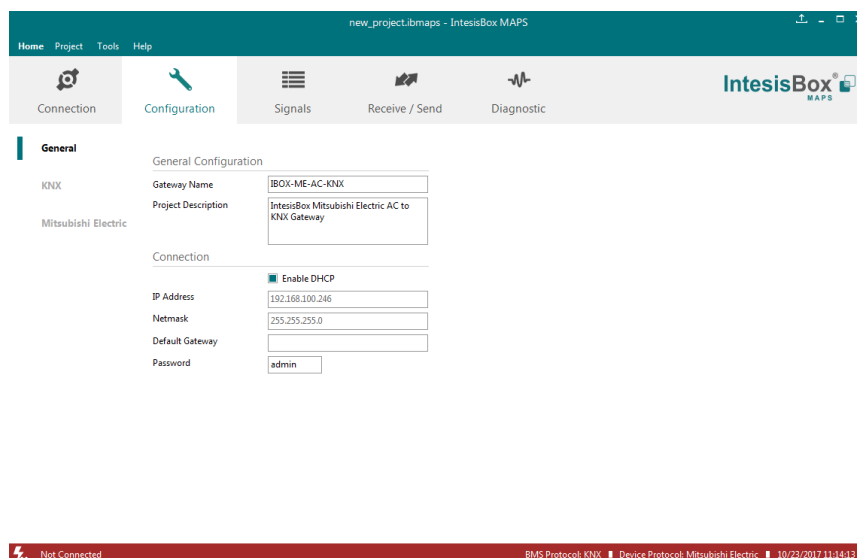 new_project.ibmaps - IntesisBox MAPS
Home Project Tools Help
Connection Configuration Signals Receive / Send Diagnostic
IntesisBox®
MAPS
General
KNX
Mitsubishi Electric
General Configuration
Gateway Name IBOX-ME-AC-KNX
Project Description IntesisBox Mitsubishi Electric AC to
KNX Gateway
Connection
Enable DHCP
IP Address 192.168.100.246
Netmask 255.255.255.0
Default Gateway
Password admin
Not Connected BMS Protocol: KNX Device Protocol: Mitsubishi Electric 10/23/2017 11:14:13